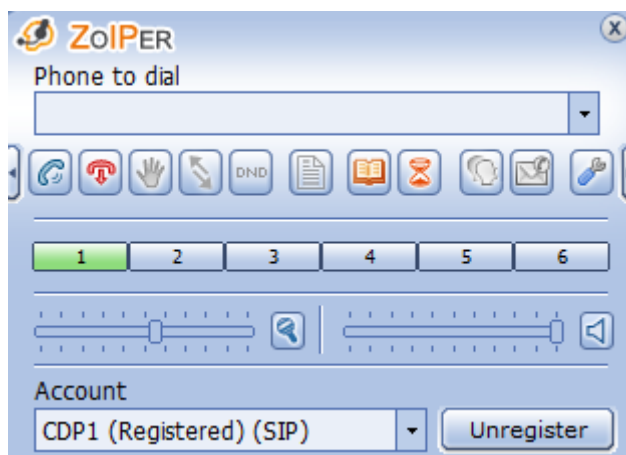 ZOIPER
Phone to dial
DND
1 2 3 4 5 6
Account
CDP1 (Registered) (SIP) Unregister